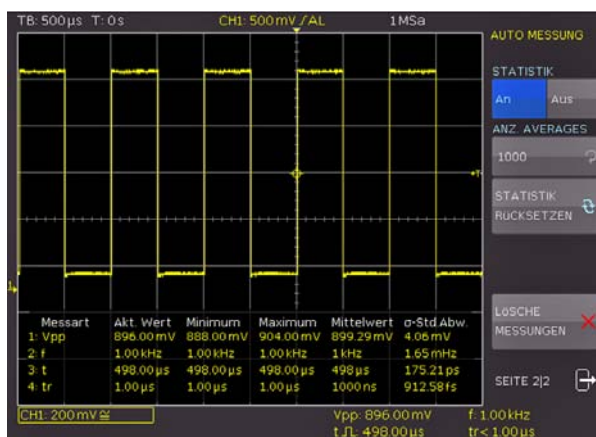 TB: 500µs T: 0s CH1: 500mV / AL 1MSa
AUTO MESSUNG
STATISTIK
An Aus
ANZ. AVERAGES
1000
STATISTIK
RÜCKSETZEN
LÖSCHE
MESSUNGEN
SEITE 2|2
T
1
Messart Akt. Wert Minimum Maximum Mittelwert σ-Std.Abw.
1: Vpp 896.00mV 888.00mV 904.00mV 899.29mV 4.06mV
2: f 1.00kHz 1.00kHz 1.00kHz 1kHz 1.65mHz
3: t 498.00µs 498.00µs 498.00µs 498µs 175.21ps
4: tr 1.00µs 1.00µs 1.00µs 1000ns 912.58fs
CH1: 200mV ≅ Vpp: 896.00mV f: 1.00kHz
t: 498.00µs tr< 1.00µs